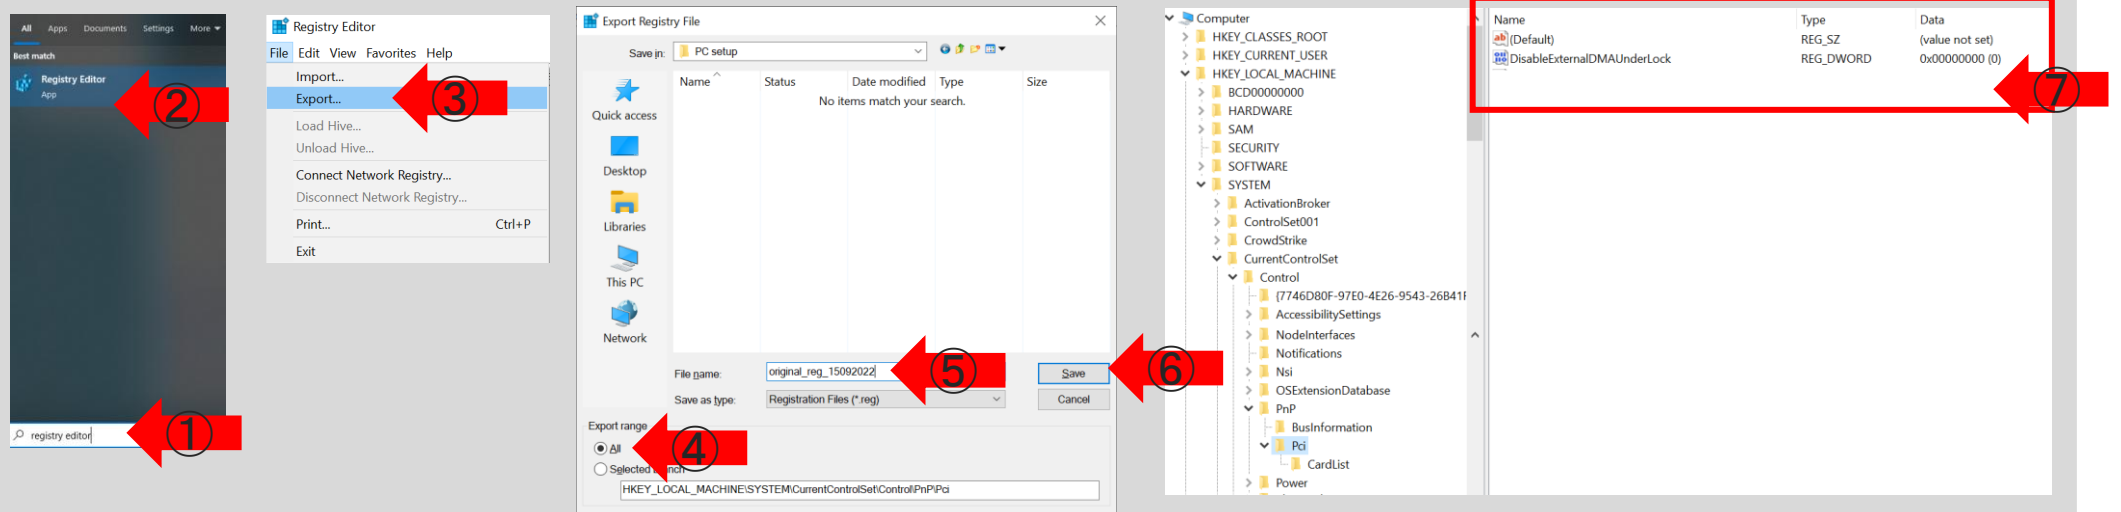 All Apps Documents Settings More
Best match
Registry Editor
App
②
registry editor
①
Registry Editor
File Edit View Favorites Help
Import...
Export...
③
Load Hive...
Unload Hive...
Connect Network Registry...
Disconnect Network Registry...
Print... Ctrl+P
Exit
Export Registry File
Save in: PC setup
Name Status Date modified Type Size
No items match your search.
Quick access
Desktop
Libraries
This PC
Network
File name: original_reg_15092022
⑤
Save
⑥
Save as type: Registration Files (*.reg)
Cancel
Export range
All
④
Selected
HKEY_LOCAL_MACHINE\SYSTEM\CurrentControlSet\Control\PnP\Pci
Computer
HKEY_CLASSES_ROOT
HKEY_CURRENT_USER
HKEY_LOCAL_MACHINE
BCD00000000
HARDWARE
SAM
SECURITY
SOFTWARE
SYSTEM
ActivationBroker
ControlSet001
CrowdStrike
CurrentControlSet
Control
{7746D80F-97E0-4E26-9543-26B41F
AccessibilitySettings
NodeInterfaces
Notifications
Nsi
OSExtensionDatabase
PnP
BusInformation
Pci
CardList
Power
Name Type Data
(Default) REG_SZ (value not set)
DisableExternalDMAUnderLock REG_DWORD 0x00000000 (0)
⑦